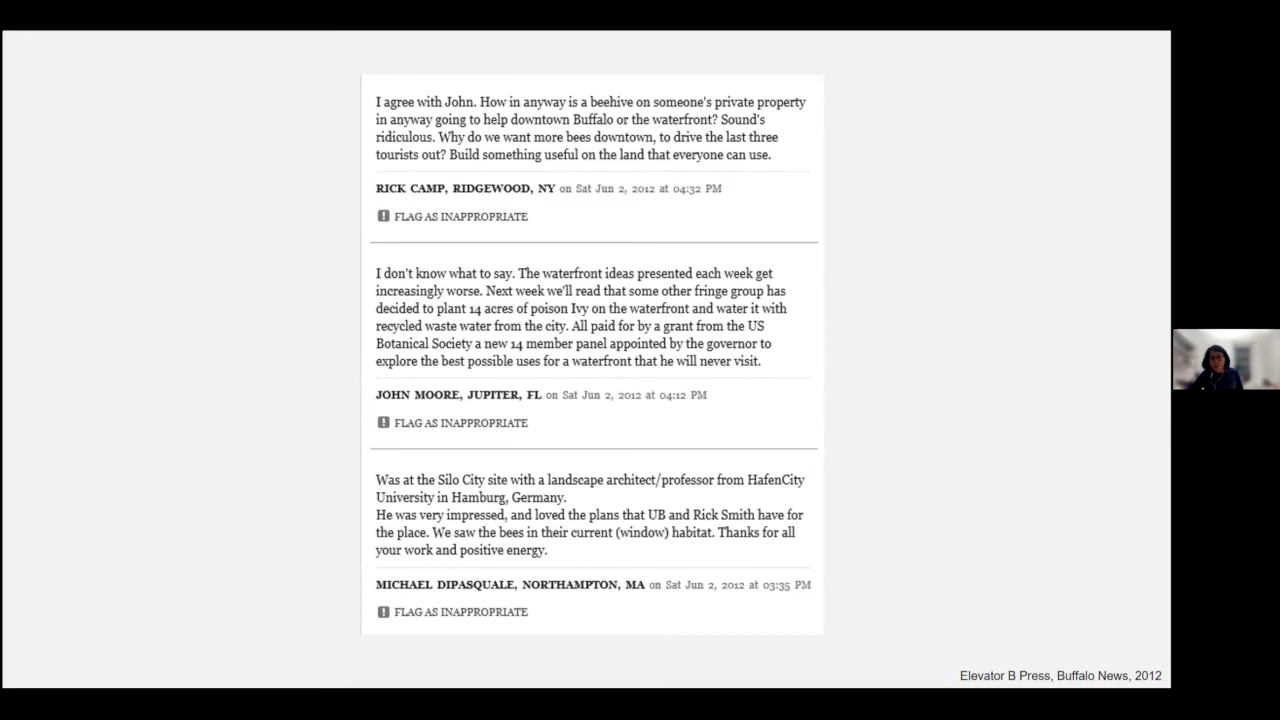 I agree with John. How in anyway is a beehive on someone's private property
in anyway going to help downtown Buffalo or the waterfront? Sound's
ridiculous. Why do we want more bees downtown, to drive the last three
tourists out? Build something useful on the land that everyone can use.
RICK CAMP, RIDGEWOOD, NY on Sat Jun 2, 2012 at 04:32 PM
FLAG AS INAPPROPRIATE
I don't know what to say. The waterfront ideas presented each week get
increasingly worse. Next week we'll read that some other fringe group has
decided to plant 14 acres of poison Ivy on the waterfront and water it with
recycled waste water from the city. All paid for by a grant from the US
Botanical Society a new 14 member panel appointed by the governor to
explore the best possible uses for a waterfront that he will never visit.
JOHN MOORE, JUPITER, FL on Sat Jun 2, 2012 at 04:12 PM
FLAG AS INAPPROPRIATE
Was at the Silo City site with a landscape architect/professor from HafenCity
University in Hamburg, Germany.
He was very impressed, and loved the plans that UB and Rick Smith have for
the place. We saw the bees in their current (window) habitat. Thanks for all
your work and positive energy.
MICHAEL DIPASQUALE, NORTHAMPTON, MA on Sat Jun 2, 2012 at 03:35 PM
FLAG AS INAPPROPRIATE
Elevator B Press, Buffalo News, 2012